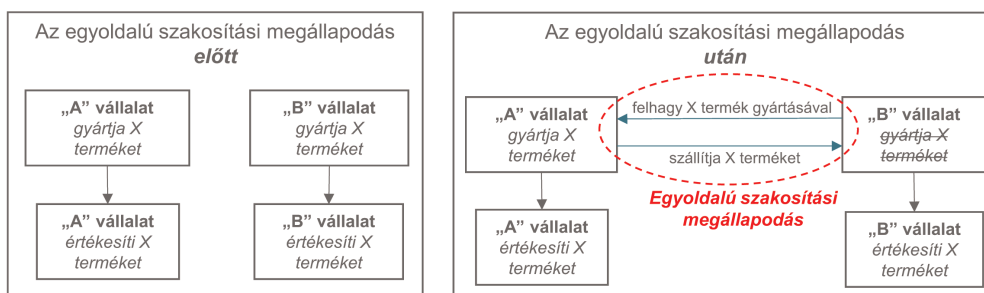 Az egyoldalú szakosítási megállapodás
előtt
„A” vállalat
gyártja X
terméket
„B” vállalat
gyártja X
terméket
„A” vállalat
értékesíti X
terméket
„B” vállalat
értékesíti X
terméket
Az egyoldalú szakosítási megállapodás
után
„A” vállalat
gyártja X
terméket
felhagy X termék gyártásával
szállítja X terméket
„B” vállalat
gyártja X
terméket
Egyoldalú szakosítási
megállapodás
„A” vállalat
értékesíti X
terméket
„B” vállalat
értékesíti X
terméket